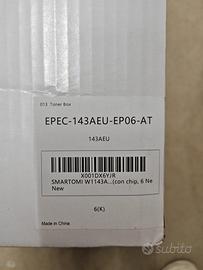 013 Toner Box
EPEC-143AEU-EP06-AT
143AEU
X001DX6YJR
SMARTOMI W1143A...(con chip, 6 Ne
New
6(K)
Made in China
subito